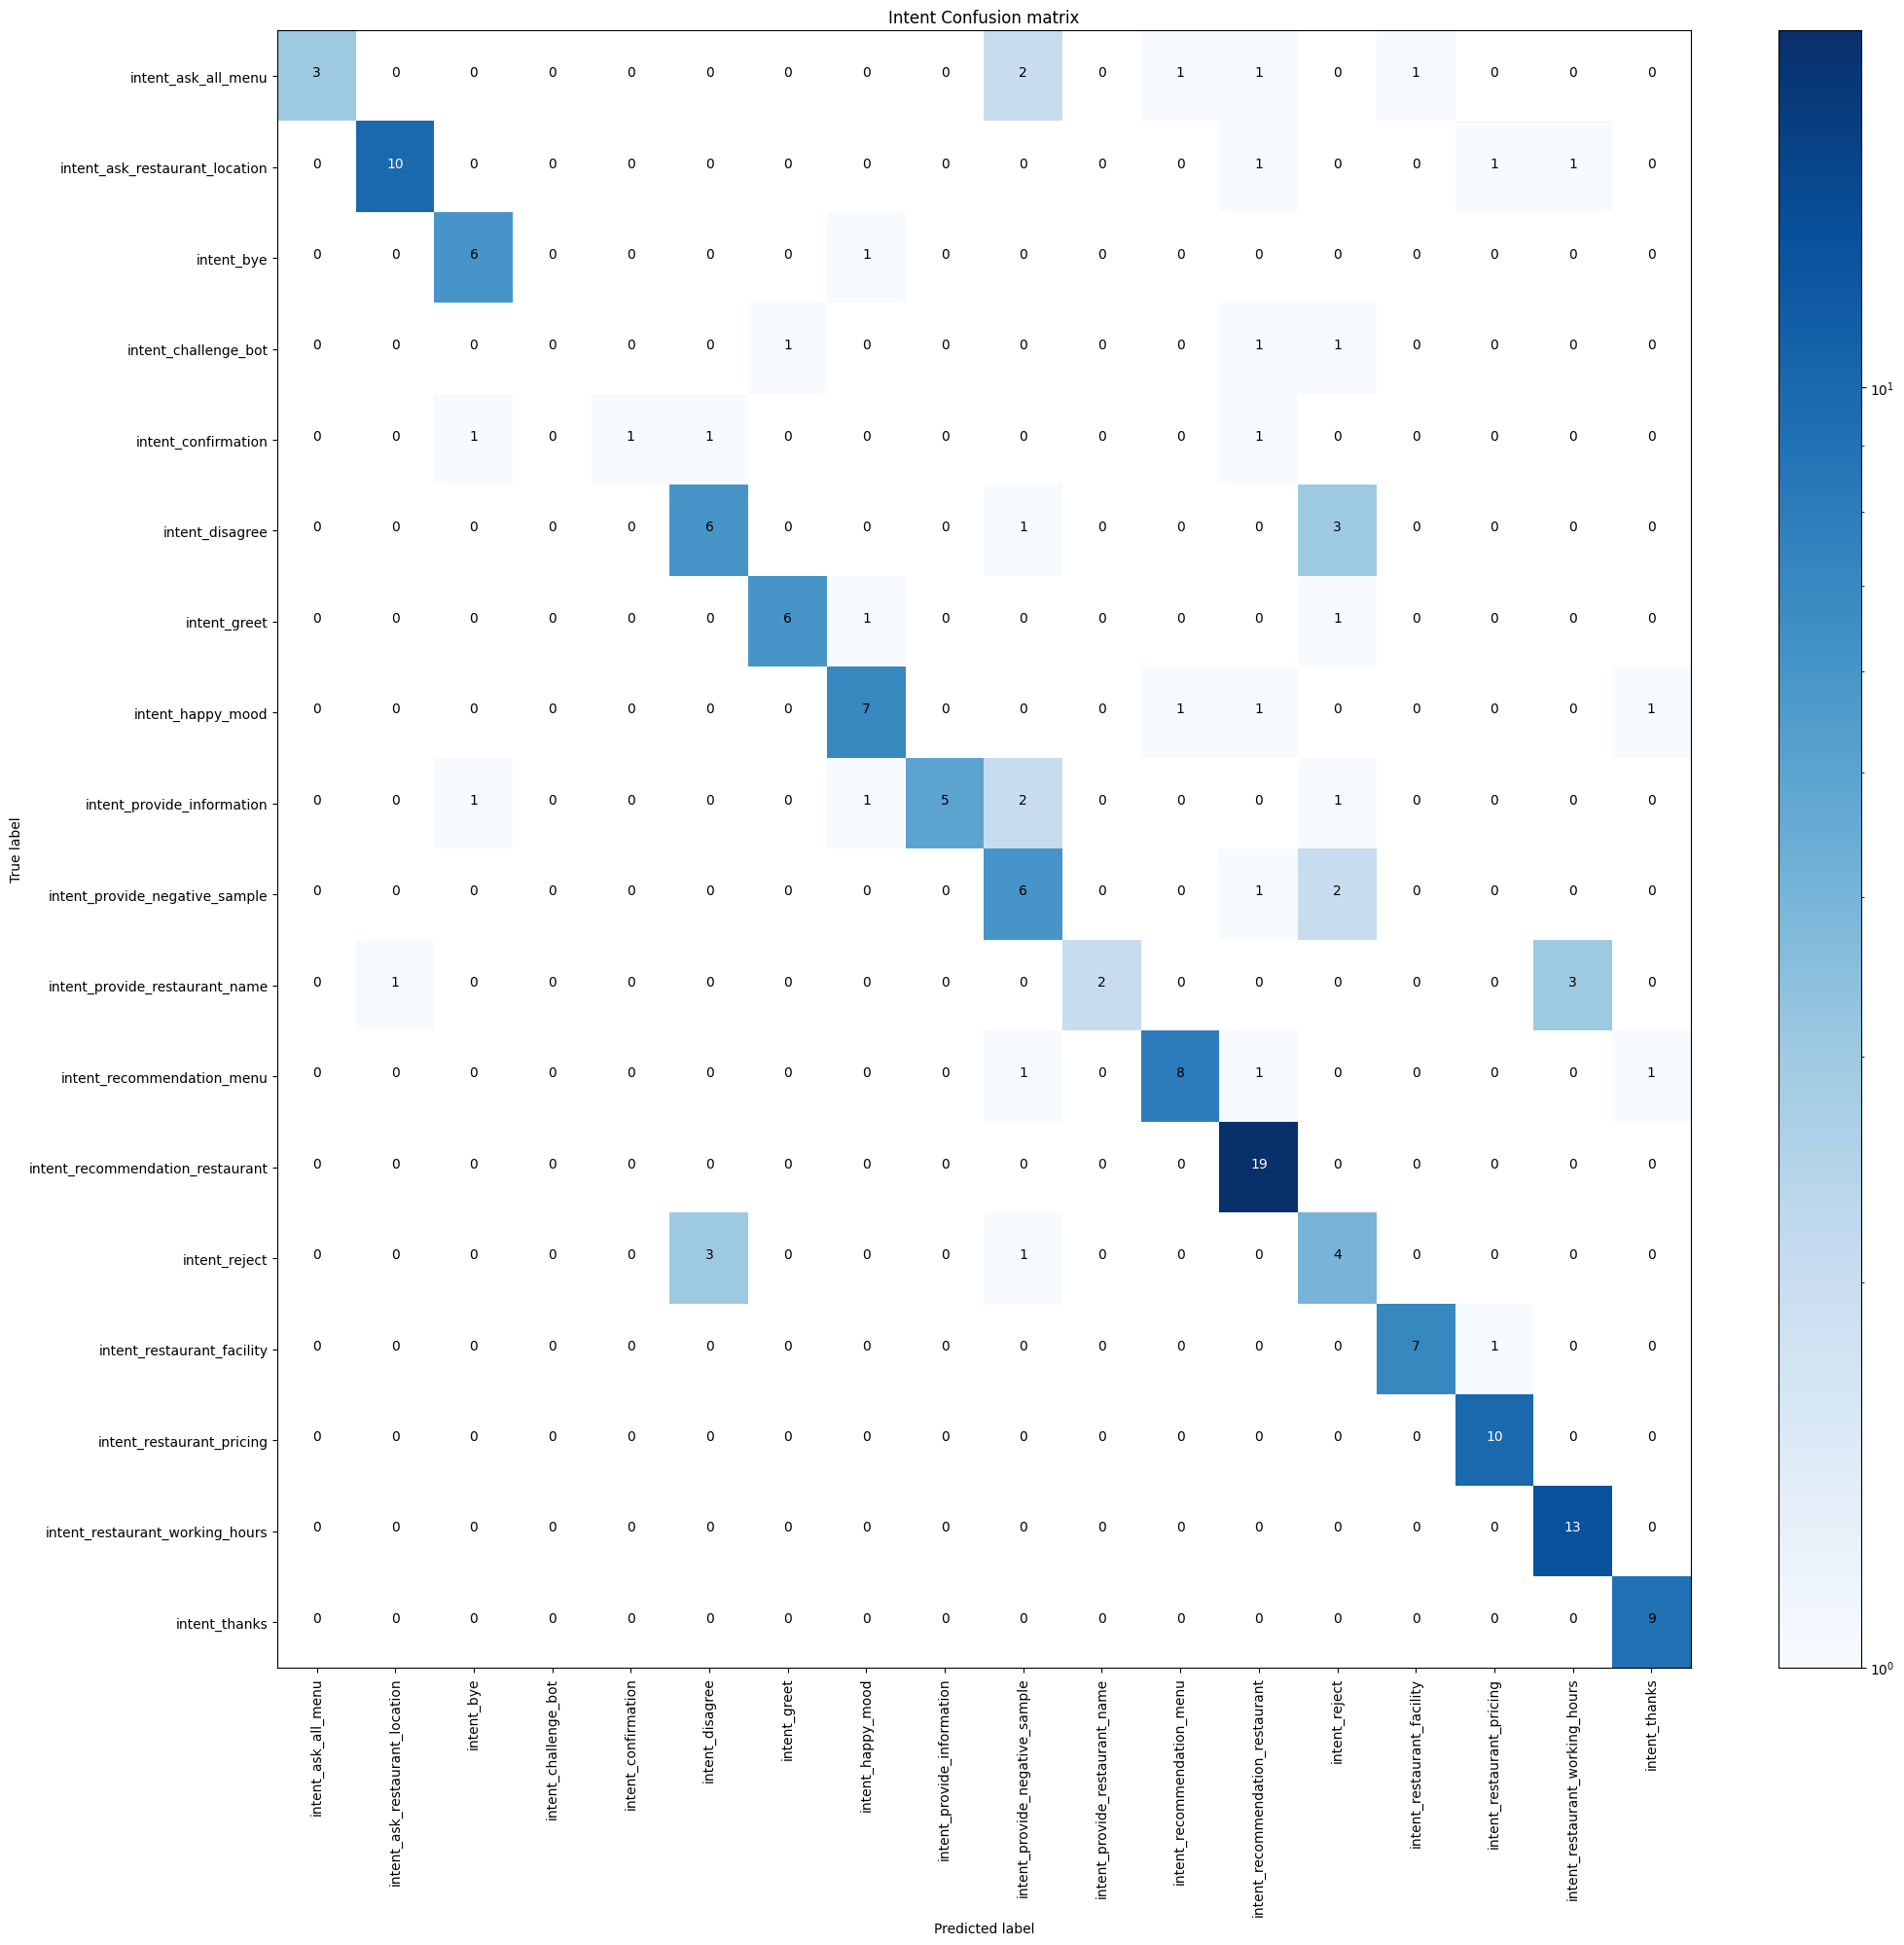 Intent Confusion matrix
intent_ask_all_menu 3 0 0 0 0 0 0 0 0 2 0 1 1 0 1 0 0 0
intent_ask_restaurant_location 0 10 0 0 0 0 0 0 0 0 0 0 1 0 0 1 1 0
intent_bye 0 0 6 0 0 0 0 1 0 0 0 0 0 0 0 0 0 0
intent_challenge_bot 0 0 0 0 0 0 1 0 0 0 0 0 1 1 0 0 0 0
intent_confirmation 0 0 1 0 1 1 0 0 0 0 0 0 1 0 0 0 0 0
intent_disagree 0 0 0 0 0 6 0 0 0 1 0 0 0 3 0 0 0 0
intent_greet 0 0 0 0 0 0 6 1 0 0 0 0 0 1 0 0 0 0
intent_happy_mood 0 0 0 0 0 0 0 7 0 0 0 1 1 0 0 0 0 1
intent_provide_information 0 0 1 0 0 0 0 1 5 2 0 0 0 1 0 0 0 0
intent_provide_negative_sample 0 0 0 0 0 0 0 0 0 6 0 0 1 2 0 0 0 0
intent_provide_restaurant_name 0 1 0 0 0 0 0 0 0 0 2 0 0 0 0 0 3 0
intent_recommendation_menu 0 0 0 0 0 0 0 0 0 1 0 8 1 0 0 0 0 1
intent_recommendation_restaurant 0 0 0 0 0 0 0 0 0 0 0 0 19 0 0 0 0 0
intent_reject 0 0 0 0 0 3 0 0 0 1 0 0 0 4 0 0 0 0
intent_restaurant_facility 0 0 0 0 0 0 0 0 0 0 0 0 0 0 7 1 0 0
intent_restaurant_pricing 0 0 0 0 0 0 0 0 0 0 0 0 0 0 0 10 0 0
intent_restaurant_working_hours 0 0 0 0 0 0 0 0 0 0 0 0 0 0 0 0 13 0
intent_thanks 0 0 0 0 0 0 0 0 0 0 0 0 0 0 0 0 0 9
True label
intent_ask_all_menu
intent_ask_restaurant_location
intent_bye
intent_challenge_bot
intent_confirmation
intent_disagree
intent_greet
intent_happy_mood
intent_provide_information
intent_provide_negative_sample
intent_provide_restaurant_name
intent_recommendation_menu
intent_recommendation_restaurant
intent_reject
intent_restaurant_facility
intent_restaurant_pricing
intent_restaurant_working_hours
intent_thanks
Predicted label
10¹
10⁰